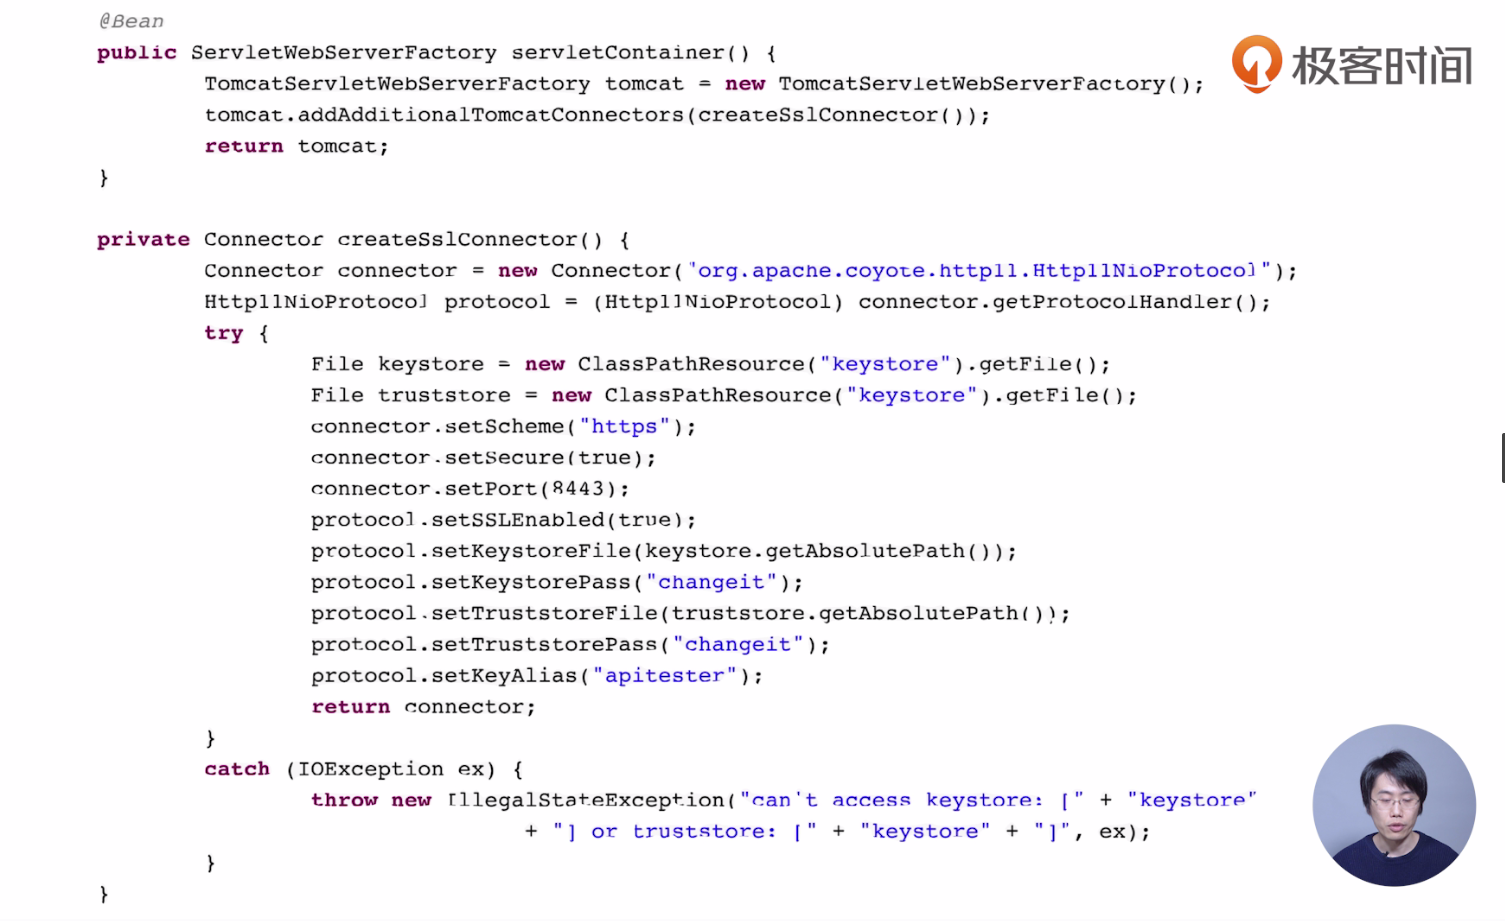 @Bean
public ServletWebServerFactory servletContainer() {
TomcatServletWebServerFactory tomcat = new TomcatServletWebServerFactory();
tomcat.addAdditionalTomcatConnectors(createSslConnector());
return tomcat;
}
极客时间
private Connector createSslConnector() {
Connector connector = new Connector("org.apache.coyote.http11.Http11NioProtocol");
Http11NioProtocol protocol = (Http11NioProtocol) connector.getProtocolHandler();
try {
File keystore = new ClassPathResource("keystore").getFile();
File truststore = new ClassPathResource("keystore").getFile();
connector.setScheme("https");
connector.setSecure(true);
connector.setPort(8443);
protocol.setSSLEnabled(true);
protocol.setKeystoreFile(keystore.getAbsolutePath());
protocol.setKeystorePass("changeit");
protocol.setTruststoreFile(truststore.getAbsolutePath());
protocol.setTruststorePass("changeit");
protocol.setKeyAlias("apitester");
return connector;
}
catch (IOException ex) {
throw new IllegalStateException("can't access keystore: [" + "keystore"
+ "] or truststore: [" + "keystore" + "]", ex);
}
}